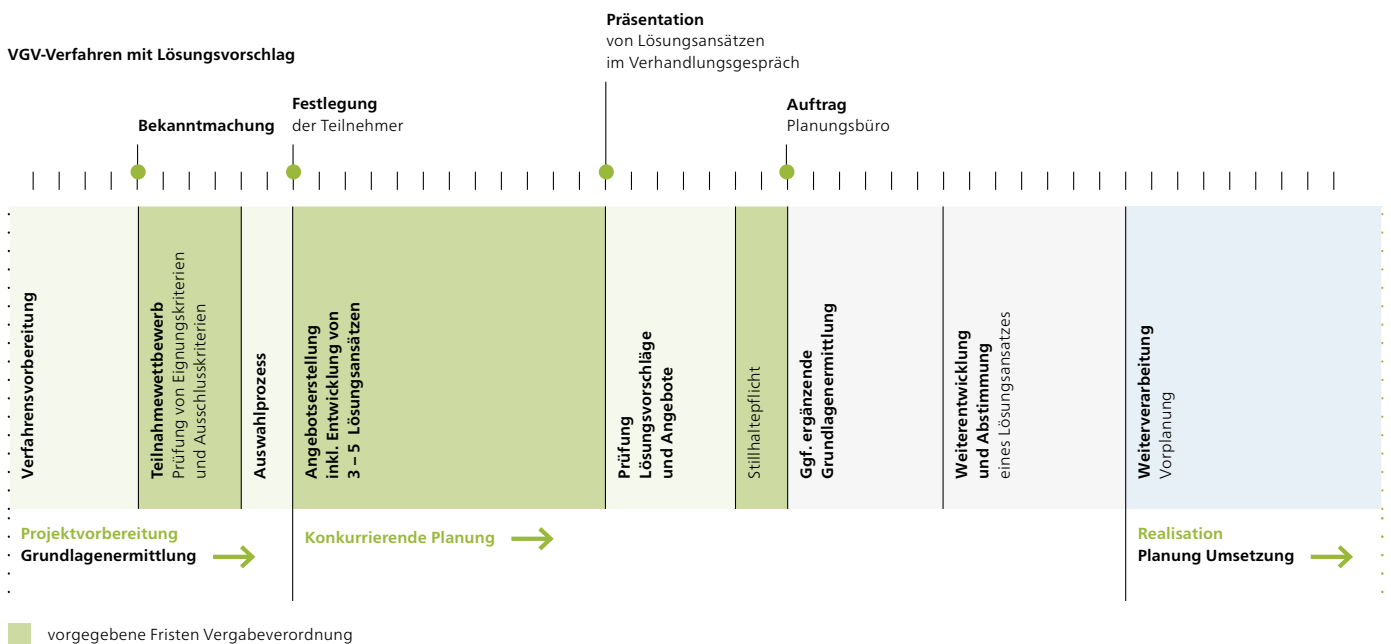 VGV-Verfahren mit Lösungsvorschlag
Bekanntmachung
Festlegung
der Teilnehmer
Präsentation
von Lösungsansätzen
im Verhandlungsgespräch
Auftrag
Planungsbüro
Verfahrensvorbereitung
Teilnahmewettbewerb
Prüfung von Eignungskriterien
und Ausschlusskriterien
Auswahlprozess
Angebotserstellung
inkl. Entwicklung von
3 – 5 Lösungsansätzen
Prüfung
Lösungsvorschläge
und Angebote
Stillhaltepflicht
Ggf. ergänzende
Grundlagenermittlung
Weiterentwicklung
und Abstimmung
eines Lösungsansatzes
Weiterverarbeitung
Vorplanung
Projektvorbereitung
Grundlagenermittlung
Konkurrierende Planung
Realisation
Planung Umsetzung
vorgegebene Fristen Vergabeverordnung